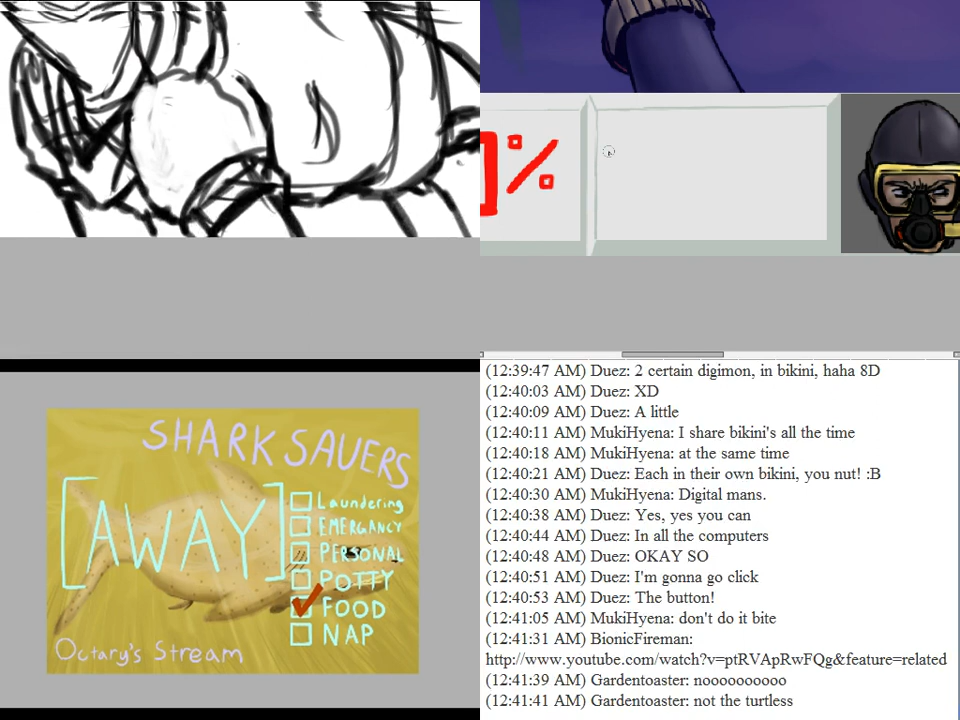 %
SHARK SAUERS
[AWAY]
Laundering
EMERGANCY
PERSONAL
POTTY
FOOD
NAP
Octary's Stream
(12:39:47 AM) Duez: 2 certain digimon, in bikini, haha 8D
(12:40:03 AM) Duez: XD
(12:40:09 AM) Duez: A little
(12:40:11 AM) MukiHyena: I share bikini's all the time
(12:40:18 AM) MukiHyena: at the same time
(12:40:21 AM) Duez: Each in their own bikini, you nut! :B
(12:40:30 AM) MukiHyena: Digital mans.
(12:40:38 AM) Duez: Yes, yes you can
(12:40:44 AM) Duez: In all the computers
(12:40:48 AM) Duez: OKAY SO
(12:40:51 AM) Duez: I'm gonna go click
(12:40:53 AM) Duez: The button!
(12:41:05 AM) MukiHyena: don't do it bite
(12:41:31 AM) BionicFireman:
http://www.youtube.com/watch?v=ptRVApRwFQg&feature=related
(12:41:39 AM) Gardentoaster: noooooooooo
(12:41:41 AM) Gardentoaster: not the turtless